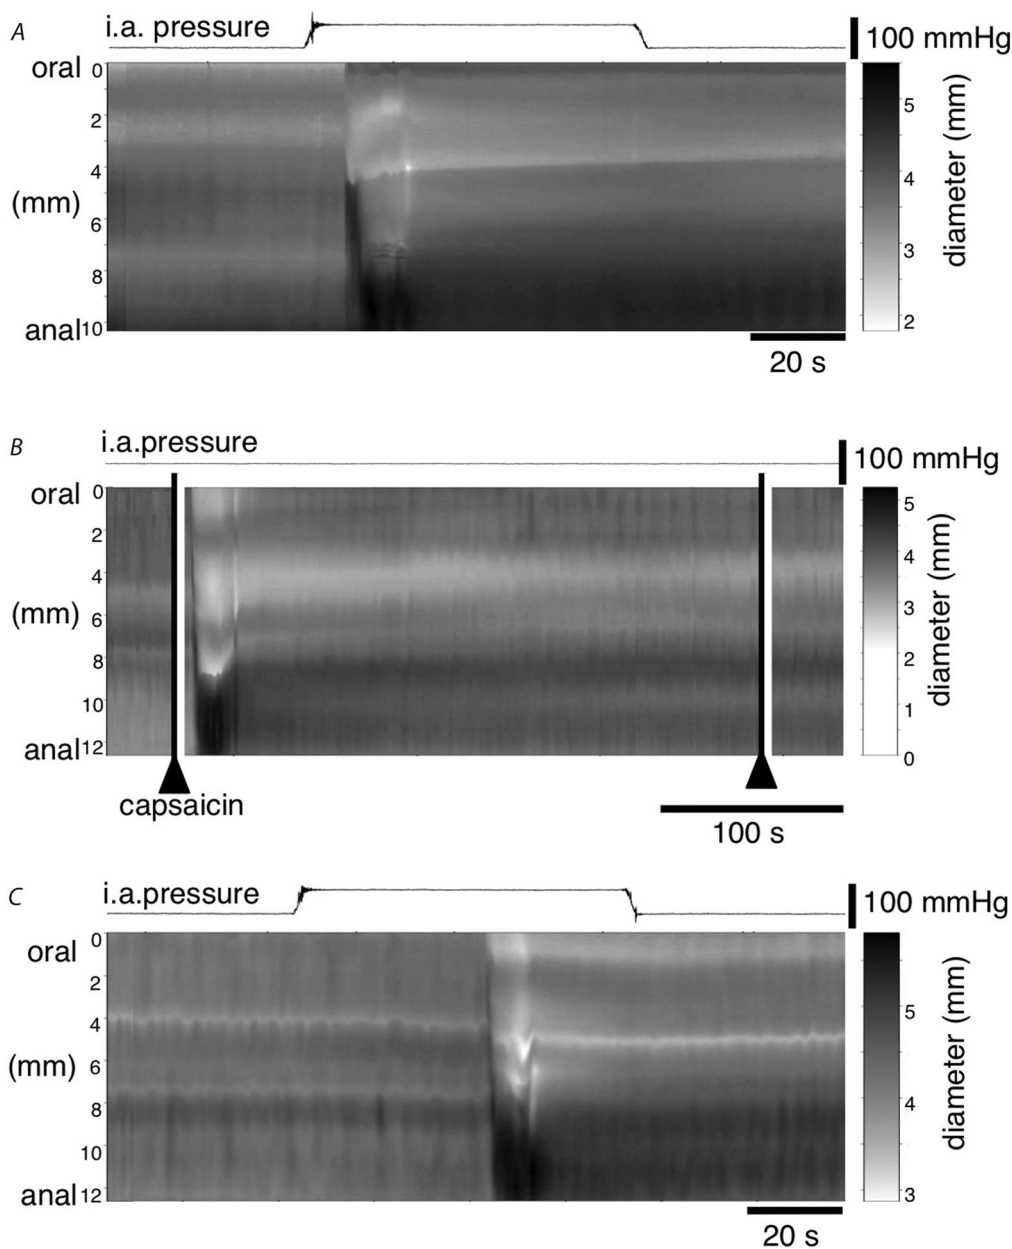 A
i.a. pressure
100 mmHg
oral
0
2
4
(mm)
6
8
anal
10
5
4
3
2
diameter (mm)
20 s
B
i.a.pressure
100 mmHg
oral
0
2
4
(mm)
6
8
10
anal
12
5
4
3
2
1
0
diameter (mm)
capsaicin
100 s
C
i.a.pressure
100 mmHg
oral
0
2
4
(mm)
6
8
10
anal
12
5
4
3
diameter (mm)
20 s